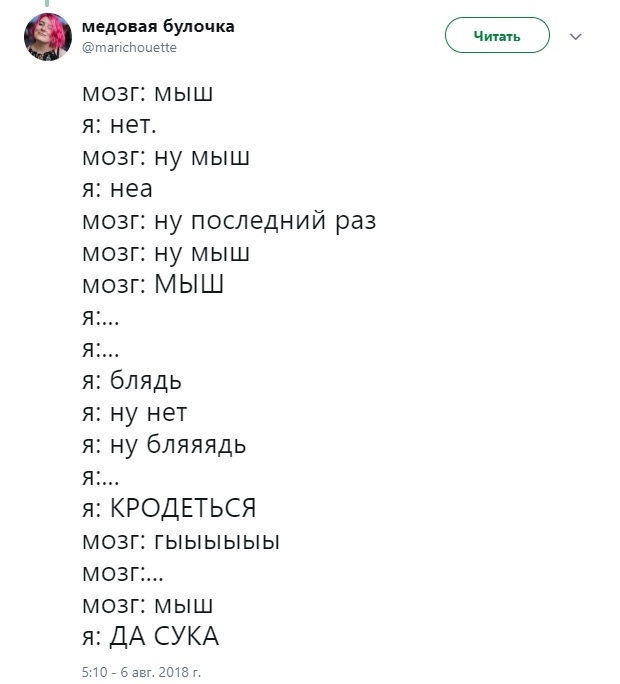 медовая булочка
@marichouette
Читать
мозг: мыш
я: нет.
мозг: ну мыш
я: неа
мозг: ну последний раз
мозг: ну мыш
мозг: МЫШ
я:...
я:...
я: блядь
я: ну нет
я: ну бляяядь
я:...
я: КРОДЕТЬСЯ
мозг: гыыыыыы
мозг:...
мозг: мыш
я: ДА СУКА
5:10 - 6 авг. 2018 г.